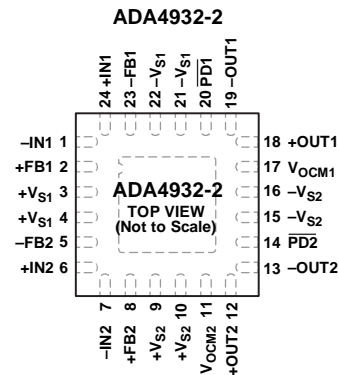 ADA4932-2
24 +IN1
23 –FB1
22 –VS1
21 –VS1
20 PD1
19 –OUT1
–IN1 1
+FB1 2
+VS1 3
+VS1 4
–FB2 5
+IN2 6
ADA4932-2
TOP VIEW
(Not to Scale)
18 +OUT1
17 VOCM1
16 –VS2
15 –VS2
14 PD2
13 –OUT2
–IN2 7
+FB2 8
+VS2 9
+VS2 10
VOCM2 11
+OUT2 12